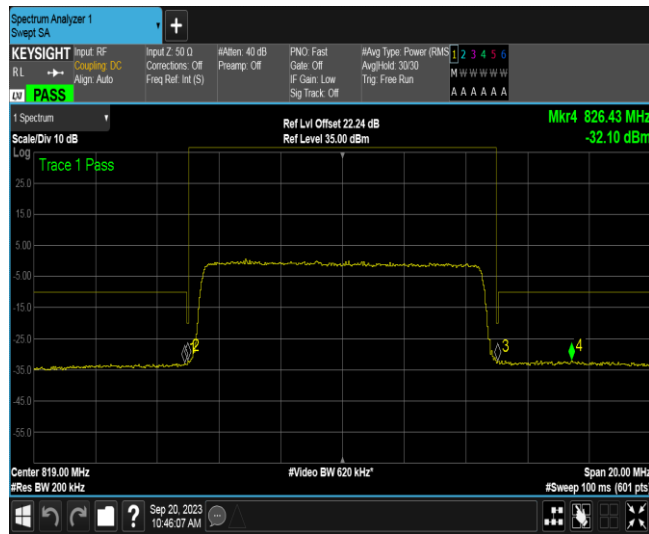 Spectrum Analyzer 1
Swept SA
+
KEYSIGHT
RL
LXI PASS
Input: RF
Coupling: DC
Align: Auto
Input Z: 50 Ω
Corrections: Off
Freq Ref: Int (S)
#Atten: 40 dB
Preamp: Off
PNO: Fast
Gate: Off
IF Gain: Low
Sig Track: Off
#Avg Type: Power (RMS
Avg|Hold: 30/30
Trig: Free Run
1 2 3 4 5 6
M W W W W W
A A A A A A
1 Spectrum
Scale/Div 10 dB
Ref Lvl Offset 22.24 dB
Ref Level 35.00 dBm
Mkr4 826.43 MHz
-32.10 dBm
Log
Trace 1 Pass
25.0
15.0
5.00
-5.00
-15.0
-25.0
-35.0
-45.0
-55.0
2
3
4
Center 819.00 MHz
#Res BW 200 kHz
#Video BW 620 kHz*
Span 20.00 MHz
#Sweep 100 ms (601 pts
?
Sep 20, 2023
10:46:07 AM